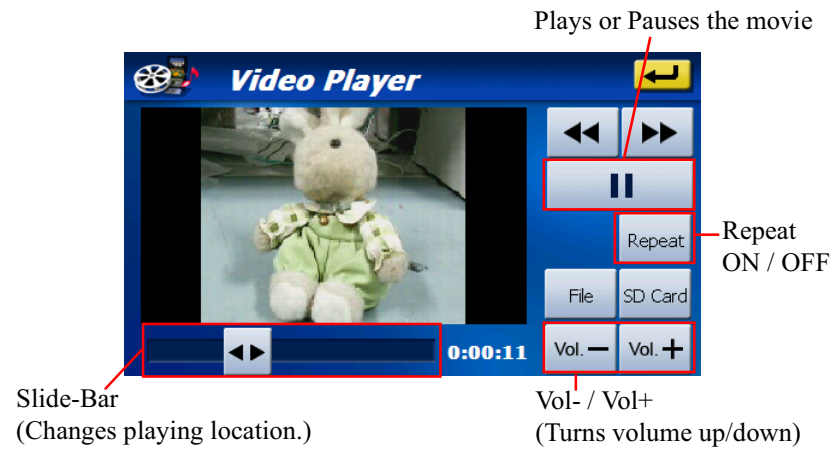 Plays or Pauses the movie
Video Player
Repeat
Repeat
ON / OFF
File
SD Card
0:00:11
Vol. −
Vol. +
Slide-Bar
(Changes playing location.)
Vol- / Vol+
(Turns volume up/down)